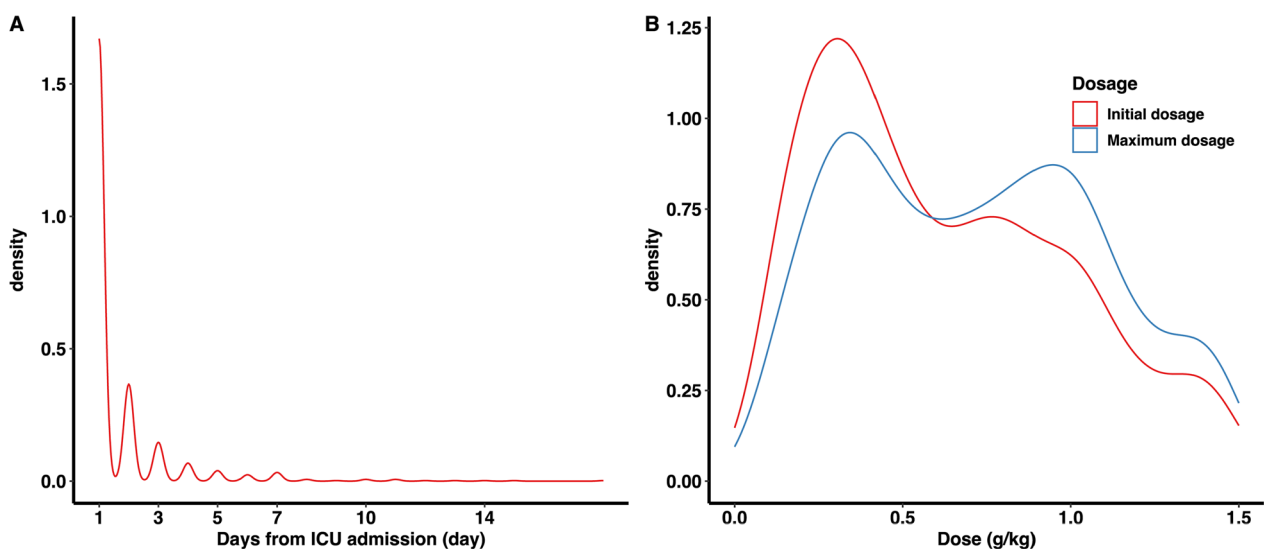 A
density
1.5
1.0
0.5
0.0
1 3 5 7 10 14
Days from ICU admission (day)
B
density
1.25
1.00
0.75
0.50
0.25
0.00
0.0 0.5 1.0 1.5
Dose (g/kg)
Dosage
Initial dosage
Maximum dosage